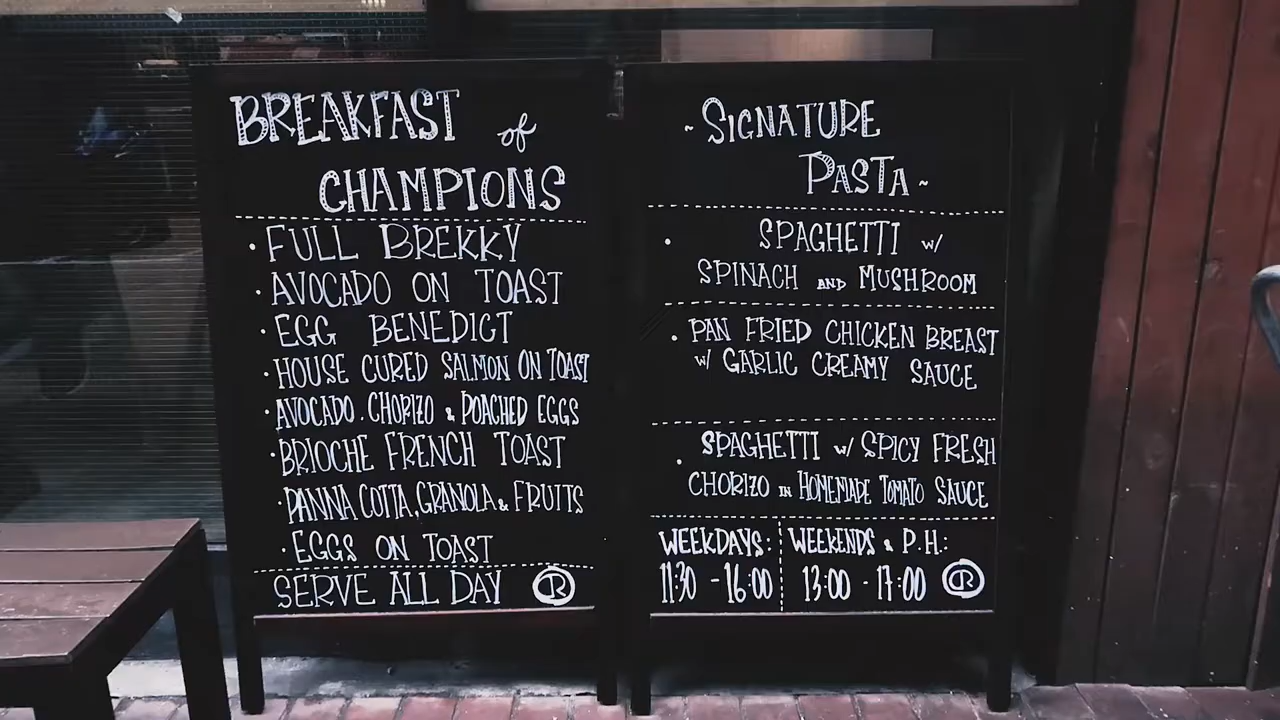 BREAKFAST of
CHAMPIONS
• FULL BREKKY
• AVOCADO ON TOAST
• EGG BENEDICT
• HOUSE CURED SALMON ON TOAST
• AVOCADO . CHORIZO & POACHED EGGS
• BRIOCHE FRENCH TOAST
• PANNA COTTA, GRANOLA & FRUITS
• EGGS ON TOAST
SERVE ALL DAY R
~ SIGNATURE
PASTA ~
• SPAGHETTI w/
SPINACH AND MUSHROOM
• PAN FRIED CHICKEN BREAST
w/ GARLIC CREAMY SAUCE
• SPAGHETTI w/ SPICY FRESH
CHORIZO IN HOMEMADE TOMATO SAUCE
WEEKDAYS:
11:30 - 16:00
WEEKENDS & P.H.:
13:00 - 17:00 R